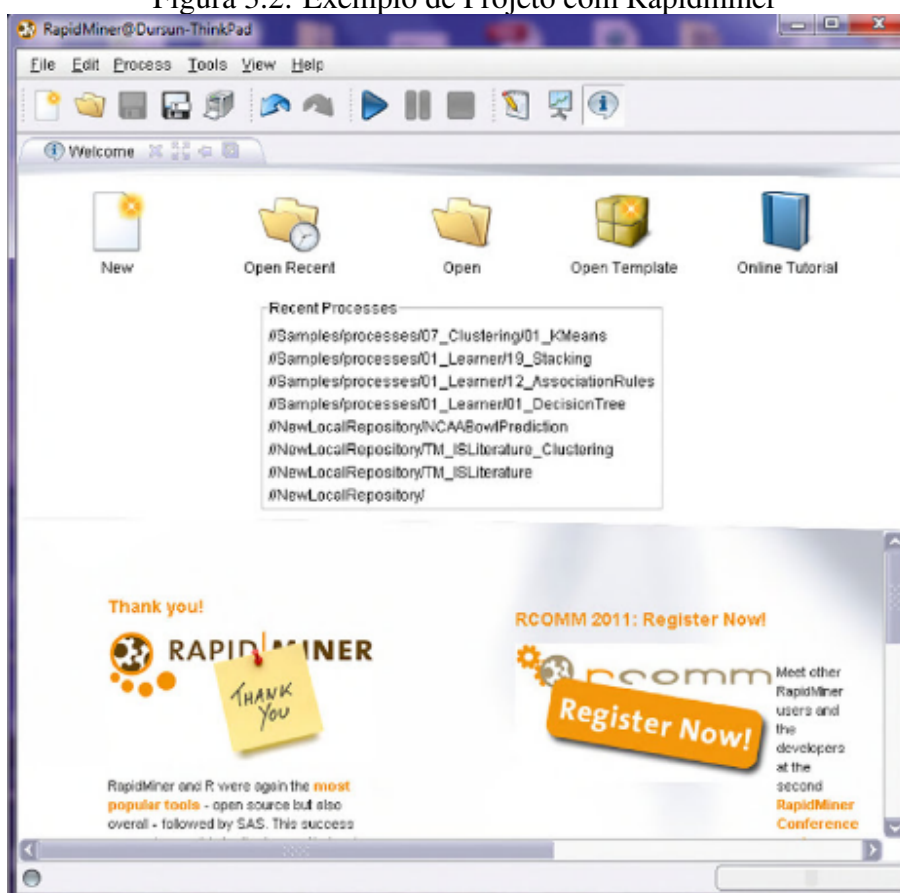 Figura 3.2: Exemplo de Projeto com Rapidminer
RapidMiner@Dursun-ThinkPad
File Edit Process Tools View Help
Welcome
New
Open Recent
Open
Open Template
Online Tutorial
Recent Processes
//Samples/processes/07_Clustering/01_KMeans
//Samples/processes/01_Learner/19_Stacking
//Samples/processes/01_Learner/12_AssociationRules
//Samples/processes/01_Learner/01_DecisionTree
//NewLocalRepository/NCAABowlPrediction
//NewLocalRepository/TM_ISLiterature_Clustering
//NewLocalRepository/TM_ISLiterature
//NewLocalRepository/
Thank you!
RAPID MINER
THANK
YOU
RapidMiner and R were again the most
popular tools - open source but also
overall - followed by SAS. This success
RCOMM 2011: Register Now!
rcomm
Register Now!
Meet other
RapidMiner
users and
the
developers
at the
second
RapidMiner
Conference